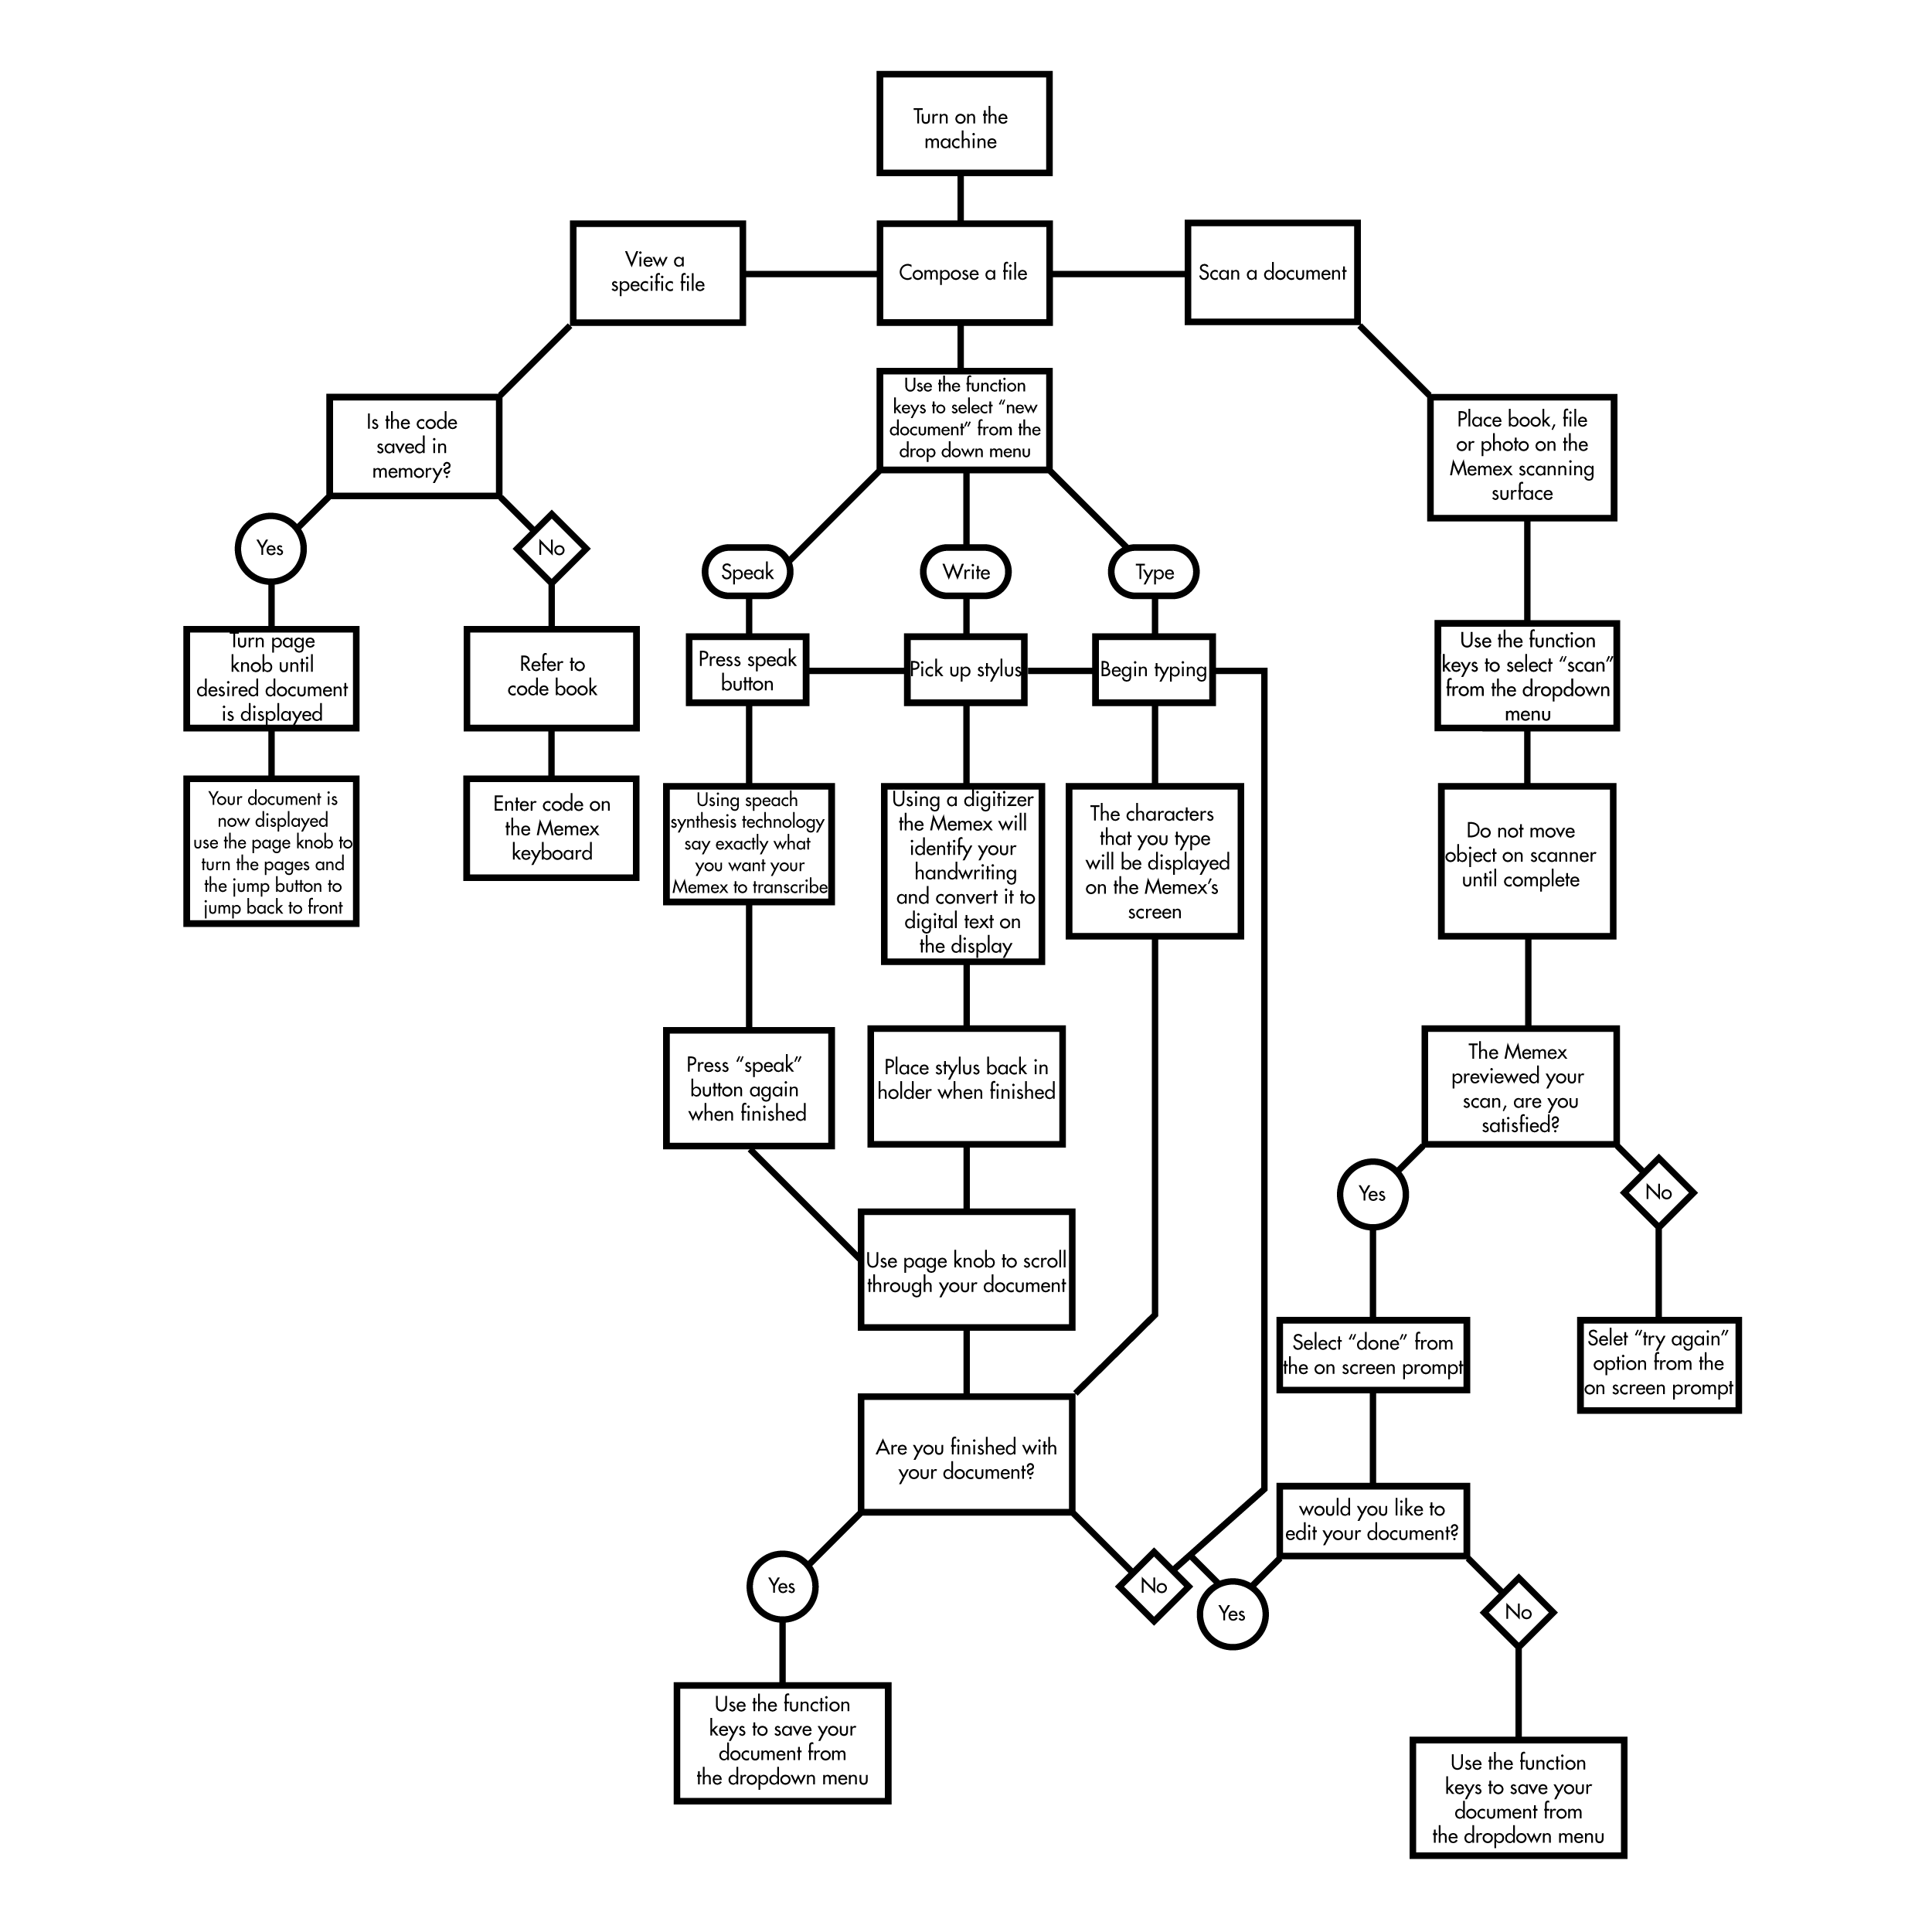 Turn on the
machine
View a
specific file
Compose a file
Scan a document
Is the code
saved in
memory?
Use the function
keys to select “new
document” from the
drop down menu
Place book, file
or photo on the
Memex scanning
surface
Yes
No
Speak
Write
Type
Turn page
knob until
desired document
is displayed
Refer to
code book
Press speak
button
Pick up stylus
Begin typing
Use the function
keys to select “scan”
from the dropdown
menu
Your document is
now displayed
use the page knob to
turn the pages and
the jump button to
jump back to front
Enter code on
the Memex
keyboard
Using speach
synthesis technology
say exactly what
you want your
Memex to transcribe
Using a digitizer
the Memex will
identify your
handwriting
and convert it to
digital text on
the display
The characters
that you type
will be displayed
on the Memex’s
screen
Do not move
object on scanner
until complete
Press “speak”
button again
when finished
Place stylus back in
holder when finished
The Memex
previewed your
scan, are you
satisfied?
Yes
No
Use page knob to scroll
through your document
Select “done” from
the on screen prompt
Selet “try again”
option from the
on screen prompt
Are you finished with
your document?
would you like to
edit your document?
Yes
No
Yes
No
Use the function
keys to save your
document from
the dropdown menu
Use the function
keys to save your
document from
the dropdown menu